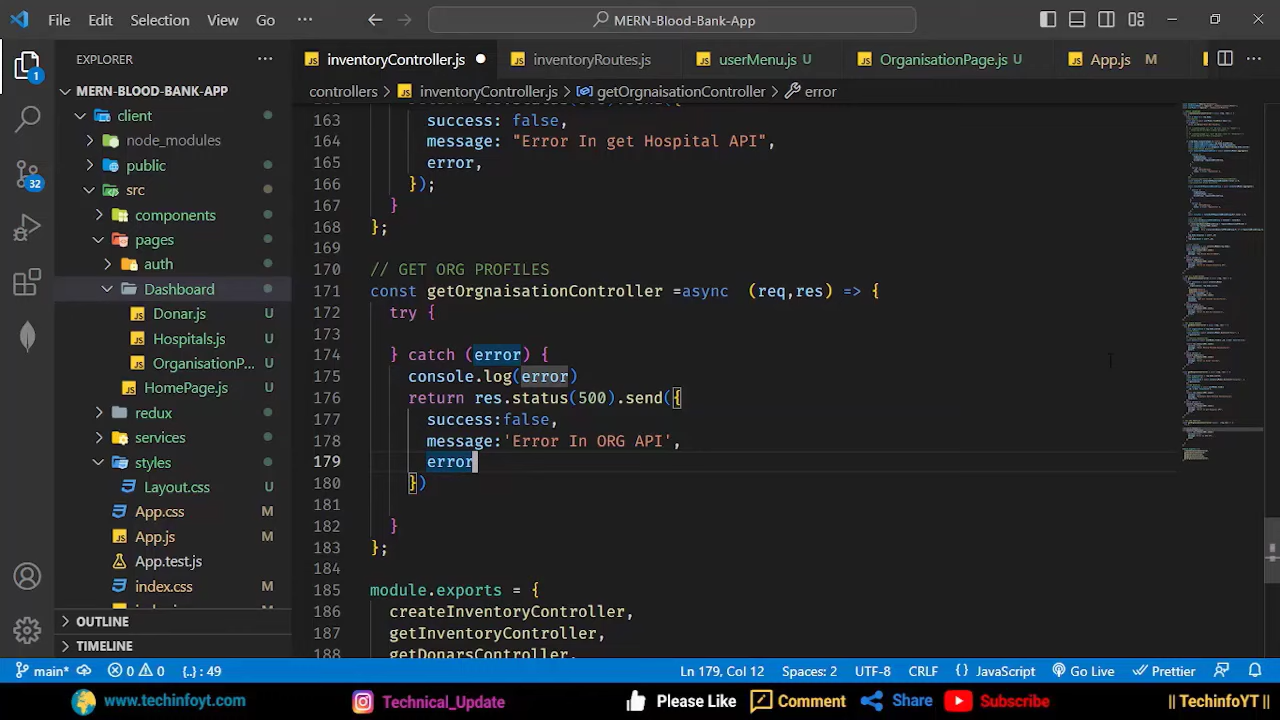 File Edit Selection View Go MERN-Blood-Bank-App
EXPLORER
inventoryController.js
inventoryRoutes.js
userMenu.js U
OrganisationPage.js U
App.js M
controllers > inventoryController.js > getOrgnaisationController > error
MERN-BLOOD-BANK-APP
client
node_modules
public
src
components
pages
auth
Dashboard
Donar.js U
Hospitals.js U
OrganisationP... U
HomePage.js U
redux
services
styles
Layout.css U
App.css M
App.js M
App.test.js
index.css M
OUTLINE
TIMELINE
1
32
163 success: false,
164 message: "Error in Get Hospital API",
165 error,
166 });
167 }
168 };
169
170 // GET ORG PROFILES
171 const getOrgnaisationController =async (req,res) => {
172 try {
173
174 } catch (error) {
175 console.log(error)
176 return res.status(500).send({
177 success:false,
178 message:'Error In ORG API',
179 error
180 })
181
182 }
183 };
184
185 module.exports = {
186 createInventoryController,
187 getInventoryController,
getDonarsController,
main* 0 0 {..} : 49 Ln 179, Col 12 Spaces: 2 UTF-8 CRLF {} JavaScript Go Live Prettier
www.techinfoyt.com Technical_Update Please Like Comment Share Subscribe || TechinfoYT ||